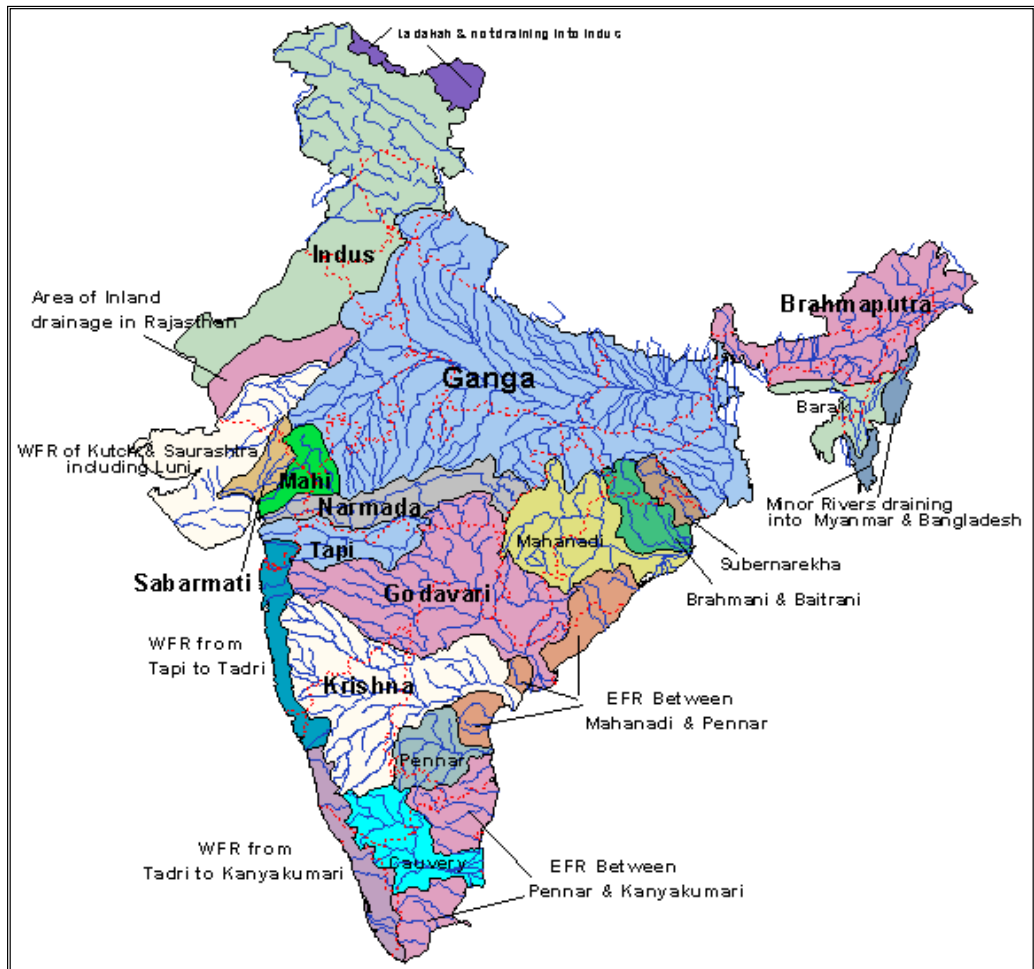 Ladakah & notdraining into Indus
Indus
Area of Inland
drainage in Rajasthan
Brahmaputra
Ganga
Barak
WFR of Kutch & Saurashtra
including Luni
Mahi
Narmada
Minor Rivers draining
into Myanmar & Bangladesh
Mahanadi
Tapi
Subernarekha
Sabarmati
Godavari
Brahmani & Baitrani
WFR from
Tapi to Tadri
Krishna
EFR Between
Mahanadi & Pennar
Pennar
WFR from
Tadri to Kanyakumari
Cauvery
EFR Between
Pennar & Kanyakumari